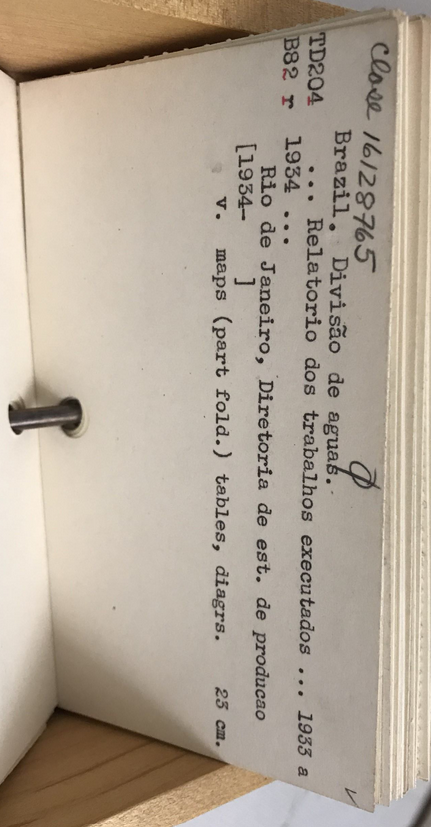 close 16128765
TD204 Brazil. Divisão de aguas.
B82 r ... Relatorio dos trabalhos executados ... 1933 a
1934 ...
Rio de Janeiro, Diretoria de est. de producao
[1934- ]
v. maps (part fold.) tables, diagrs. 23 cm.